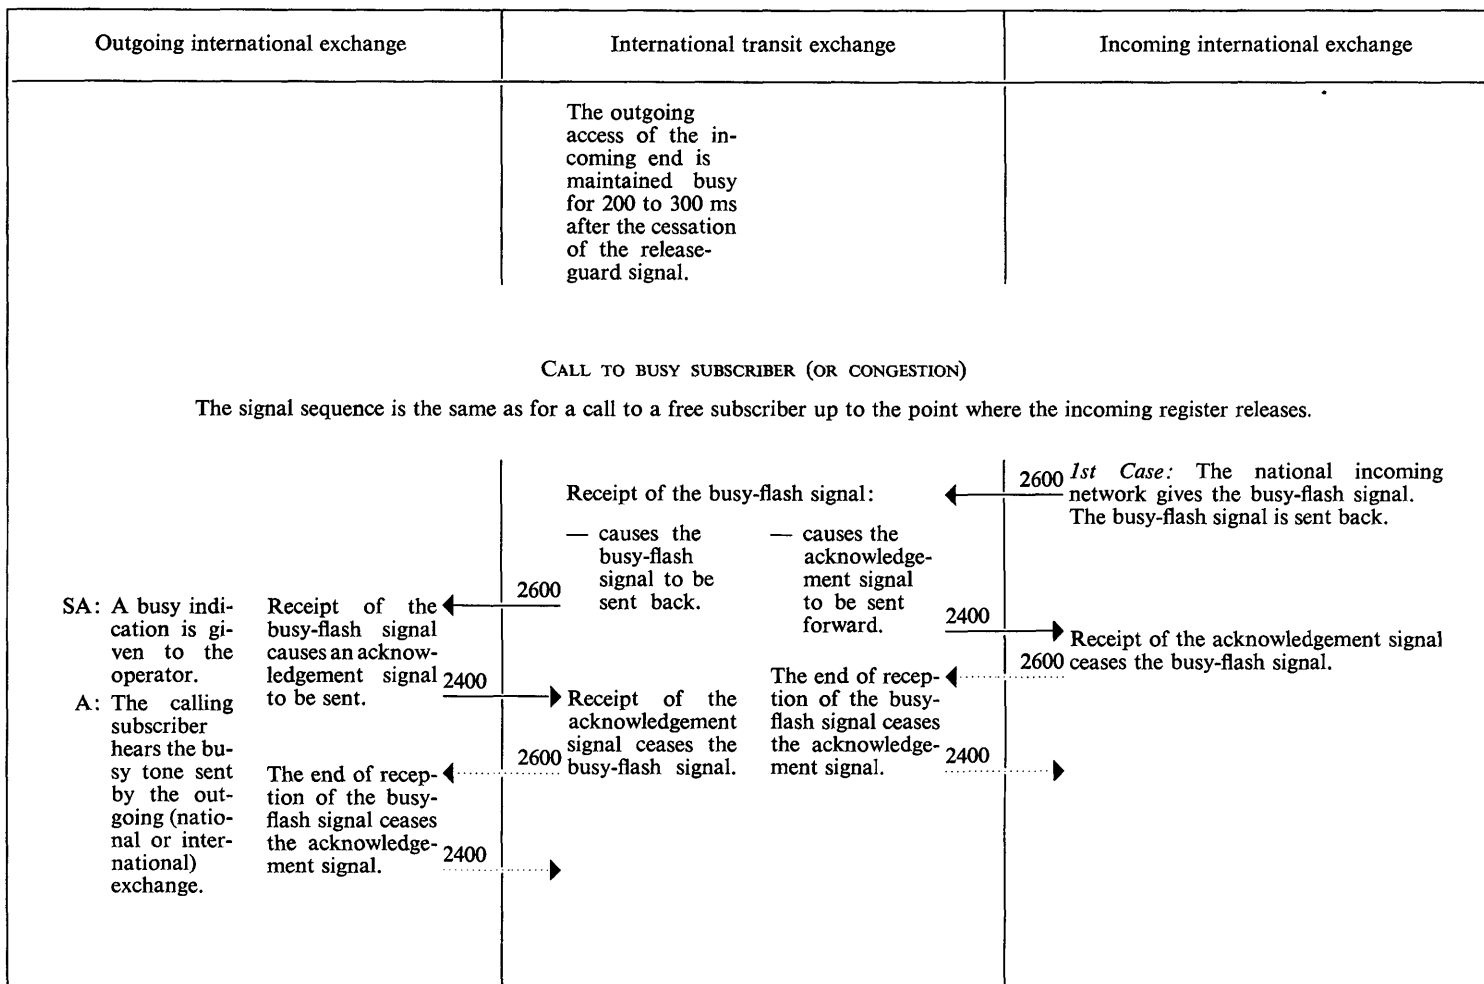 Outgoing international exchange
International transit exchange
Incoming international exchange
The outgoing
access of the in-
coming end is
maintained busy
for 200 to 300 ms
after the cessation
of the release-
guard signal.
CALL TO BUSY SUBSCRIBER (OR CONGESTION)
The signal sequence is the same as for a call to a free subscriber up to the point where the incoming register releases.
2600
1st Case: The national incoming
network gives the busy-flash signal.
The busy-flash signal is sent back.
Receipt of the busy-flash signal:
— causes the
busy-flash
signal to be
sent back.
— causes the
acknowledge-
ment signal
to be sent
forward.
2600
2400
SA: A busy indi-
cation is gi-
ven to the
operator.
A: The calling
subscriber
hears the bu-
sy tone sent
by the out-
going (natio-
nal or inter-
national)
exchange.
Receipt of the
busy-flash signal
causes an acknow-
ledgement signal
to be sent.
2400
Receipt of the acknowledgement signal
ceases the busy-flash signal.
2600
Receipt of the
acknowledgement
signal ceases the
busy-flash signal.
The end of recep-
tion of the busy-
flash signal ceases
the acknowledge-
ment signal.
2600
2400
The end of recep-
tion of the busy-
flash signal ceases
the acknowledge-
ment signal.
2400